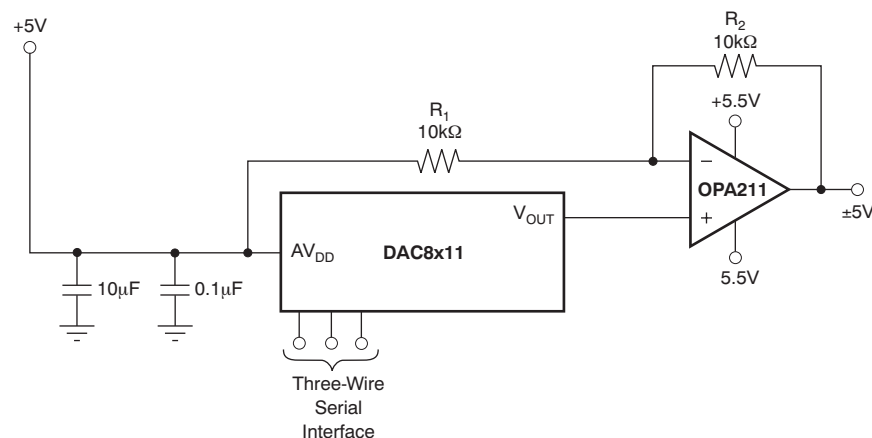 +5V
R2
10kΩ
R1
10kΩ
+5.5V
OPA211
−
+
±5V
5.5V
VOUT
AVDD
DAC8x11
10μF
0.1μF
Three-Wire
Serial
Interface